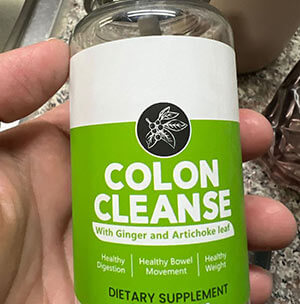 COLON
CLEANSE
With Ginger and Artichoke leaf
Healthy Digestion | Healthy Bowel Movement | Healthy Weight
DIETARY SUPPLEMENT